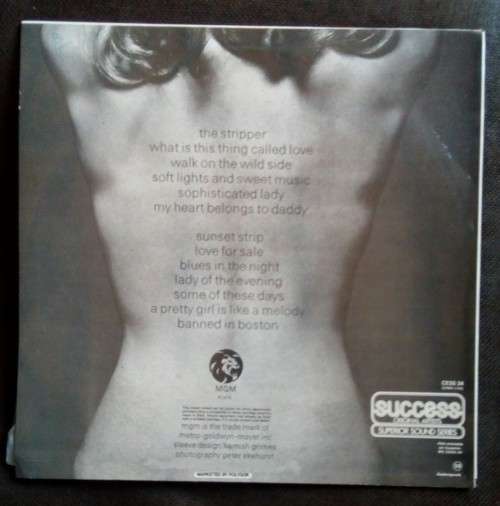 the stripper
what is this thing called love
walk on the wild side
soft lights and sweet music
sophisticated lady
my heart belongs to daddy
sunset strip
love for sale
blues in the night
lady of the evening
some of these days
a pretty girl is like a melody
banned in boston
MGM
mgm is the trade mark of
metro-goldwyn-mayer inc
sleeve design hamish grimes
photography peter
MARKETED BY POLYDOR
success
ORIGINAL ARTISTS
SUPERIOR SOUND SERIES